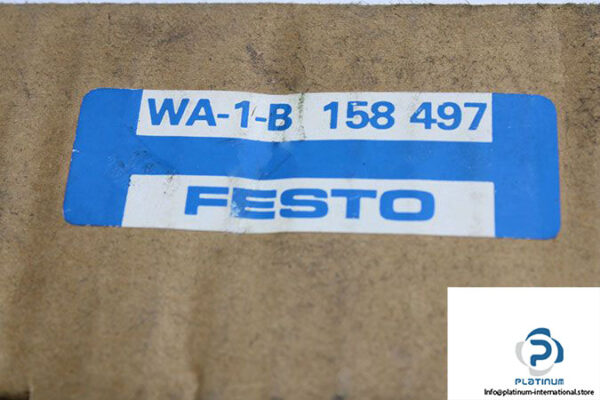 WA-1-B 158 497
FESTO
PLATINUM
info@platinum-international.store